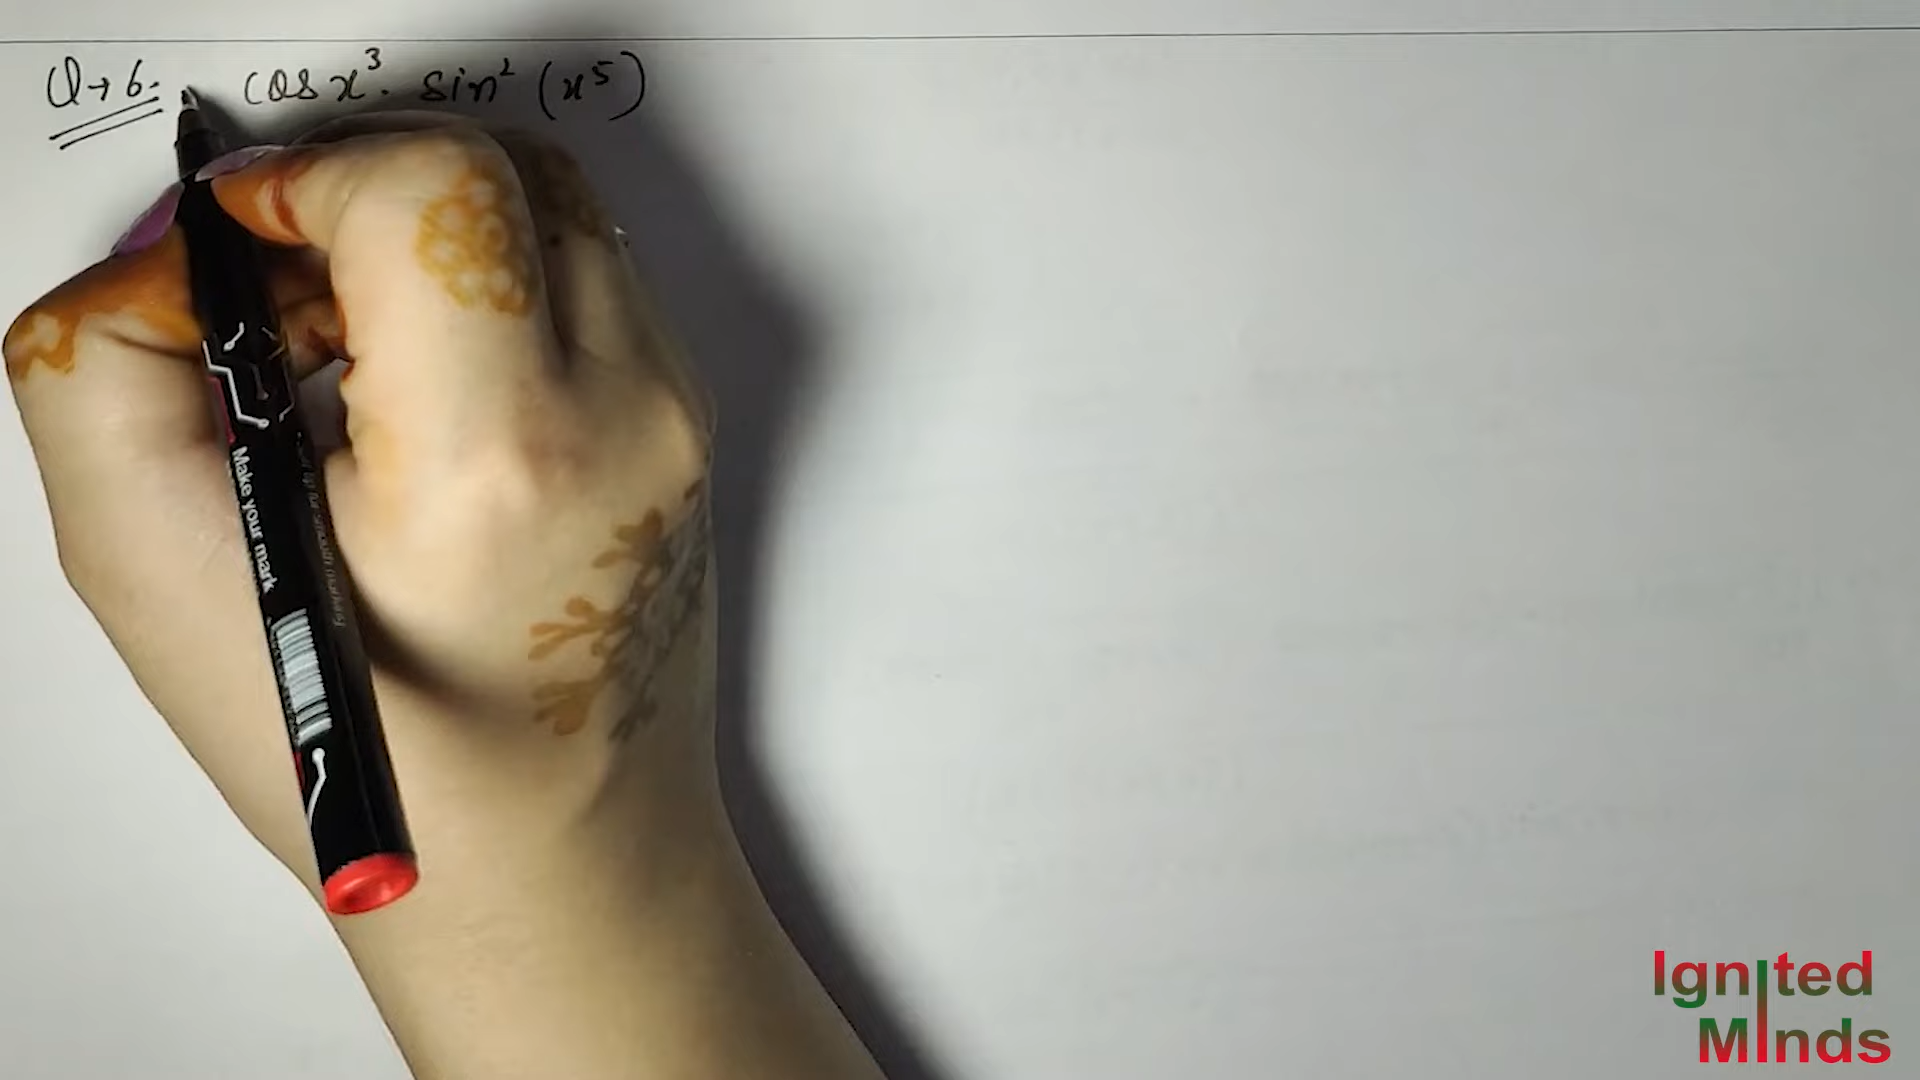 Q→6. cos x³. sin² (x⁵)
Make your mark
Ignited
Minds